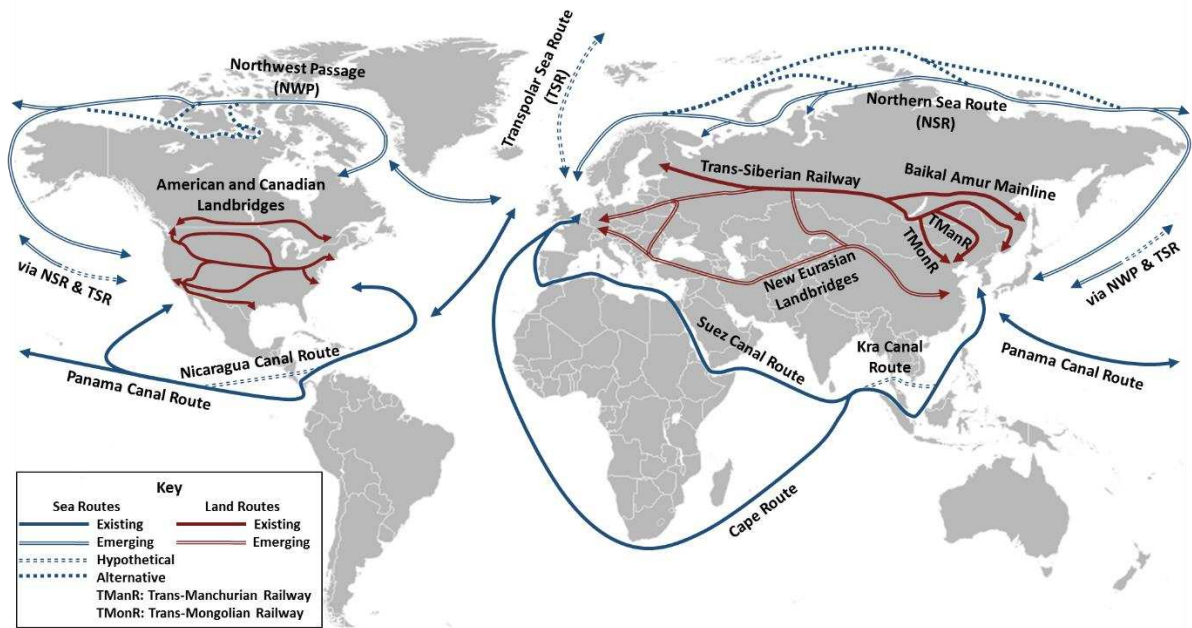 Northwest Passage
(NWP)
Transpolar Sea Route
(TSR)
Northern Sea Route
(NSR)
American and Canadian
Landbridges
Trans-Siberian Railway
Baikal Amur Mainline
TManR
TMonR
via NSR & TSR
via NWP & TSR
New Eurasian
Landbridges
Suez Canal Route
Kra Canal
Route
Nicaragua Canal Route
Panama Canal
Route
Panama Canal Route
Cape Route
Key
Sea Routes Land Routes
Existing Existing
Emerging Emerging
Hypothetical
Alternative
TManR: Trans-Manchurian Railway
TMonR: Trans-Mongolian Railway